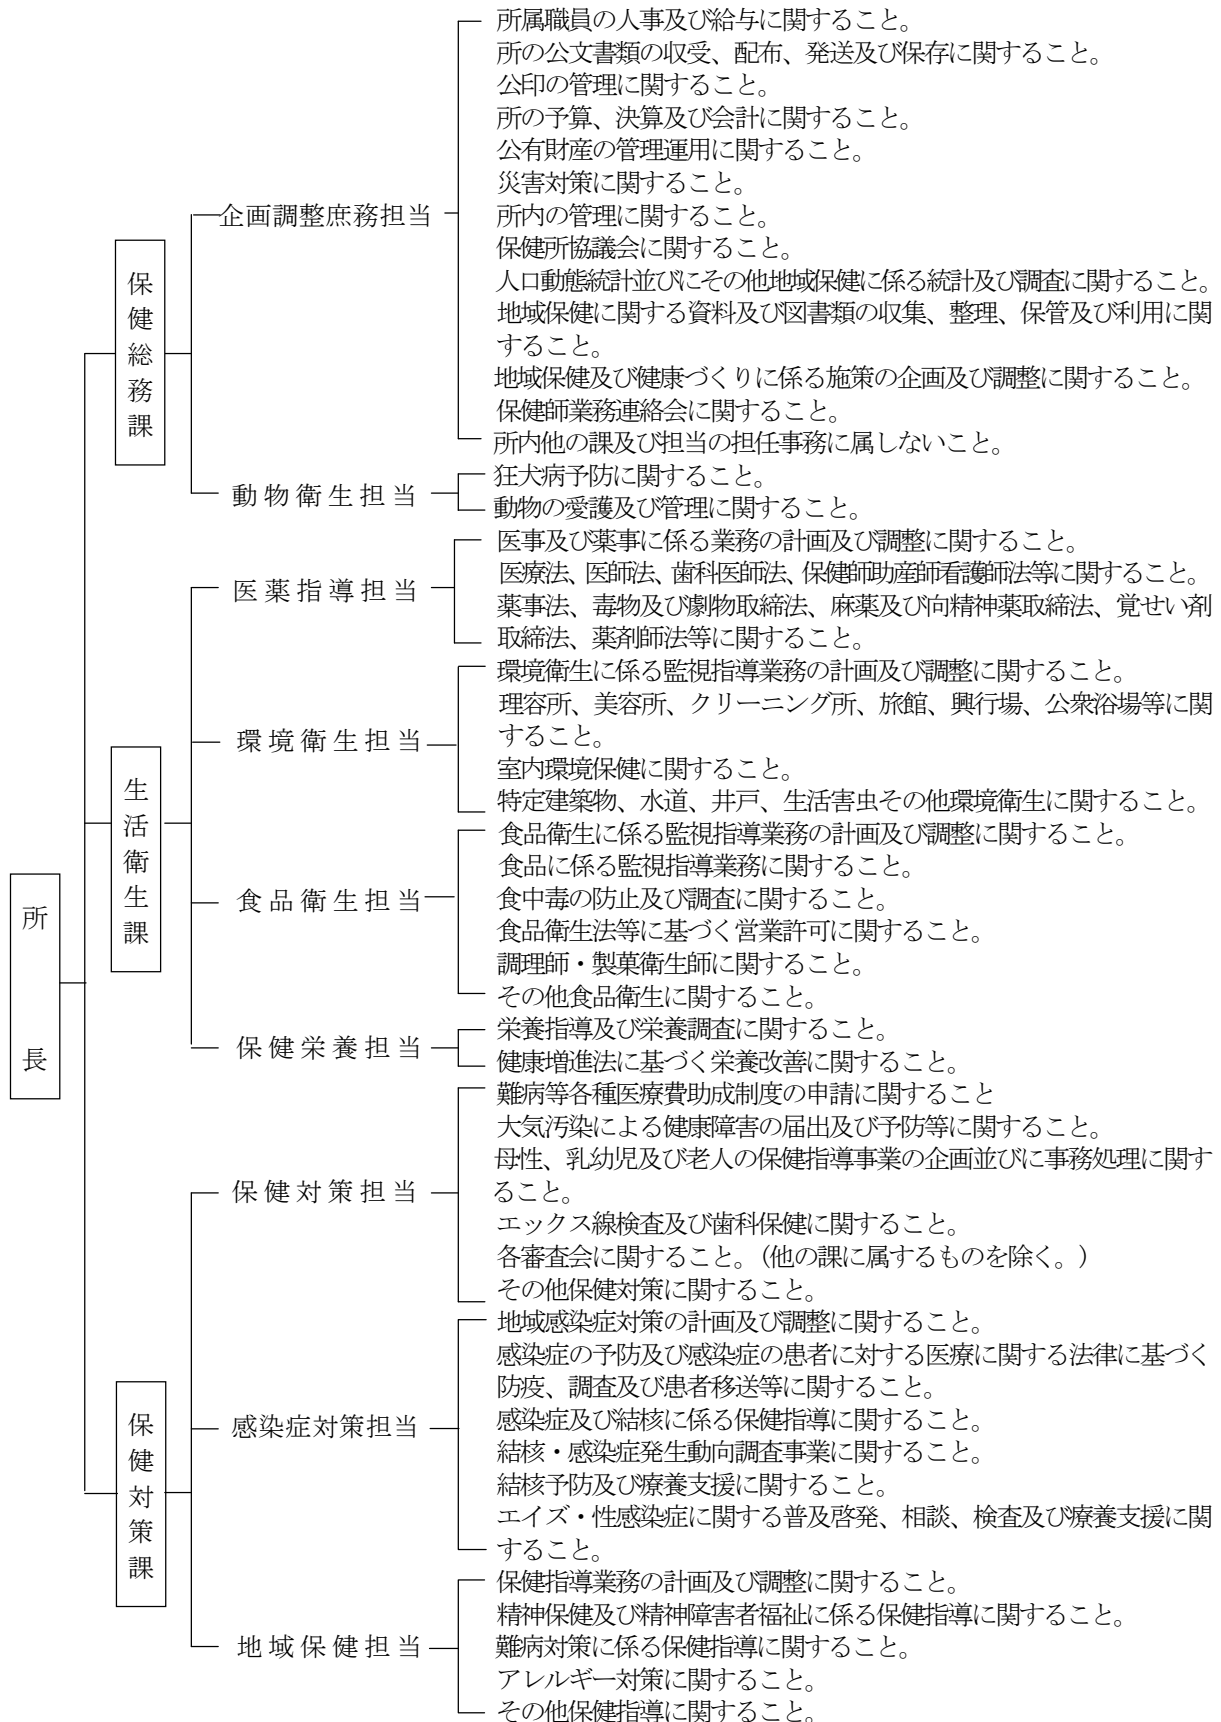 所長
保健総務課
企画調整庶務担当
所属職員の人事及び給与に関すること。
所の公文書類の収受、配布、発送及び保存に関すること。
公印の管理に関すること。
所の予算、決算及び会計に関すること。
公有財産の管理運用に関すること。
災害対策に関すること。
所内の管理に関すること。
保健所協議会に関すること。
人口動態統計並びにその他地域保健に係る統計及び調査に関すること。
地域保健に関する資料及び図書類の収集、整理、保管及び利用に関
すること。
地域保健及び健康づくりに係る施策の企画及び調整に関すること。
保健師業務連絡会に関すること。
所内他の課及び担当の担任事務に属しないこと。
動物衛生担当
狂犬病予防に関すること。
動物の愛護及び管理に関すること。
生活衛生課
医薬指導担当
医事及び薬事に係る業務の計画及び調整に関すること。
医療法、医師法、歯科医師法、保健師助産師看護師法等に関すること。
薬事法、毒物及び劇物取締法、麻薬及び向精神薬取締法、覚せい剤
取締法、薬剤師法等に関すること。
環境衛生担当
環境衛生に係る監視指導業務の計画及び調整に関すること。
理容所、美容所、クリーニング所、旅館、興行場、公衆浴場等に関
すること。
室内環境保健に関すること。
特定建築物、水道、井戸、生活害虫その他環境衛生に関すること。
食品衛生担当
食品衛生に係る監視指導業務の計画及び調整に関すること。
食品に係る監視指導業務に関すること。
食中毒の防止及び調査に関すること。
食品衛生法等に基づく営業許可に関すること。
調理師・製菓衛生師に関すること。
その他食品衛生に関すること。
保健栄養担当
栄養指導及び栄養調査に関すること。
健康増進法に基づく栄養改善に関すること。
保健対策課
保健対策担当
難病等各種医療費助成制度の申請に関すること
大気汚染による健康障害の届出及び予防等に関すること。
母性、乳幼児及び老人の保健指導事業の企画並びに事務処理に関す
ること。
エックス線検査及び歯科保健に関すること。
各審査会に関すること。（他の課に属するものを除く。）
その他保健対策に関すること。
感染症対策担当
地域感染症対策の計画及び調整に関すること。
感染症の予防及び感染症の患者に対する医療に関する法律に基づく
防疫、調査及び患者移送等に関すること。
感染症及び結核に係る保健指導に関すること。
結核・感染症発生動向調査事業に関すること。
結核予防及び療養支援に関すること。
エイズ・性感染症に関する普及啓発、相談、検査及び療養支援に関
すること。
地域保健担当
保健指導業務の計画及び調整に関すること。
精神保健及び精神障害者福祉に係る保健指導に関すること。
難病対策に係る保健指導に関すること。
アレルギー対策に関すること。
その他保健指導に関すること。